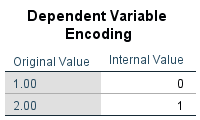 Dependent Variable
Encoding
Original Value Internal Value
1.00 0
2.00 1